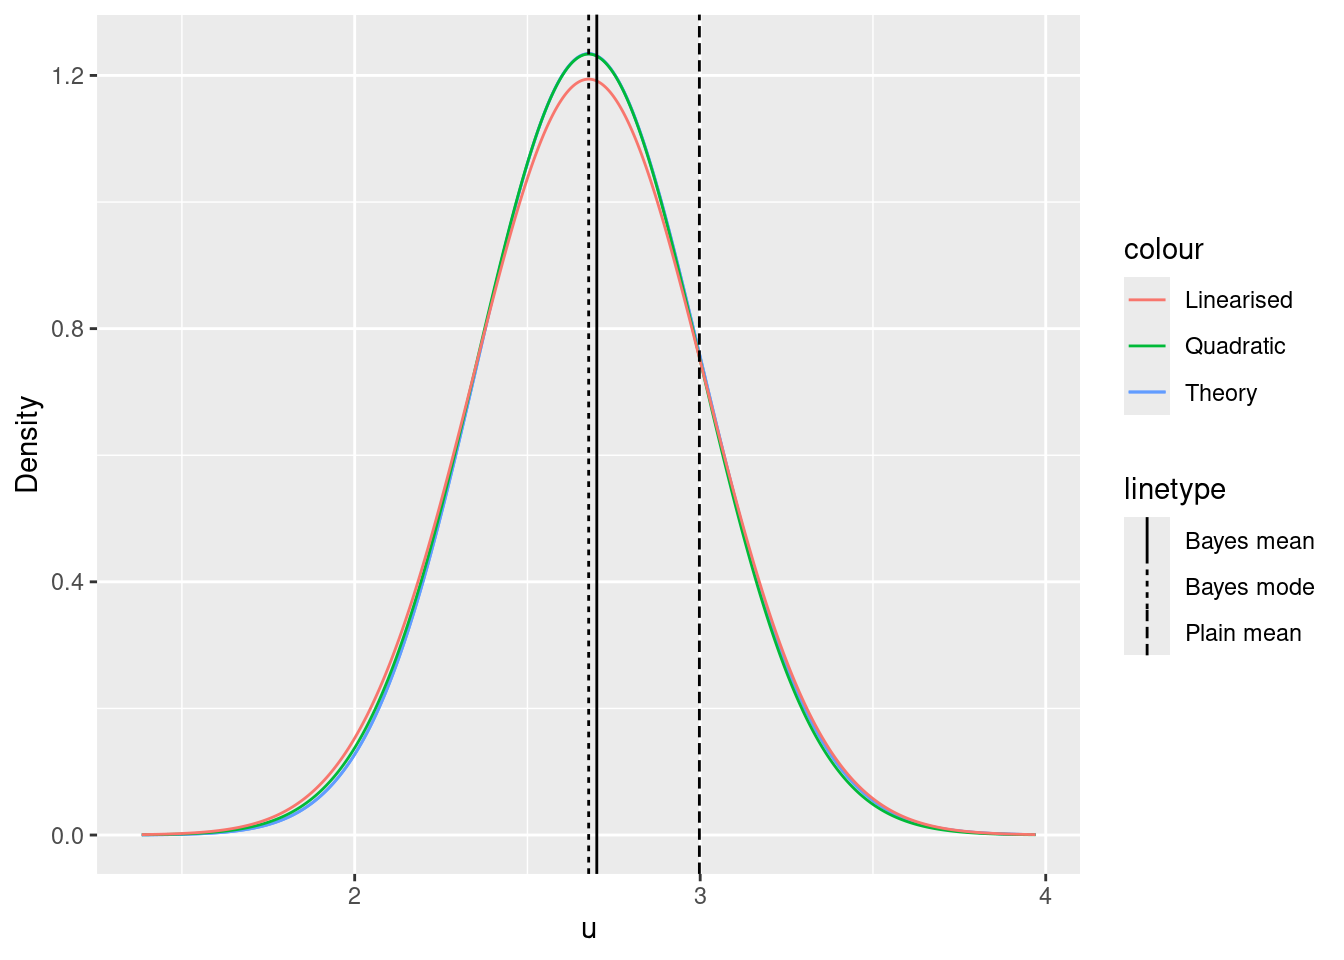 Density
1.2
0.8
0.4
0.0
2
3
4
u
colour
Linearised
Quadratic
Theory
linetype
Bayes mean
Bayes mode
Plain mean